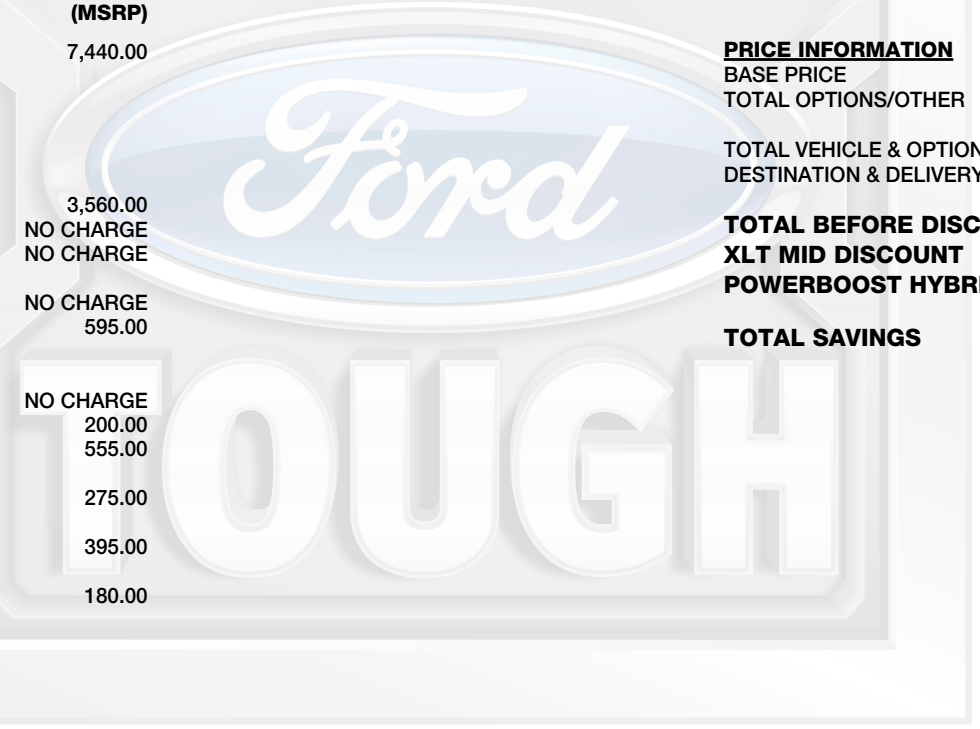 (MSRP)
7,440.00
3,560.00
NO CHARGE
NO CHARGE
NO CHARGE
595.00
NO CHARGE
200.00
555.00
275.00
395.00
180.00
PRICE INFORMATION
BASE PRICE
TOTAL OPTIONS/OTHER
TOTAL VEHICLE & OPTION
DESTINATION & DELIVERY
TOTAL BEFORE DISC
XLT MID DISCOUNT
POWERBOOST HYBRI
TOTAL SAVINGS
Ford
TOUGH